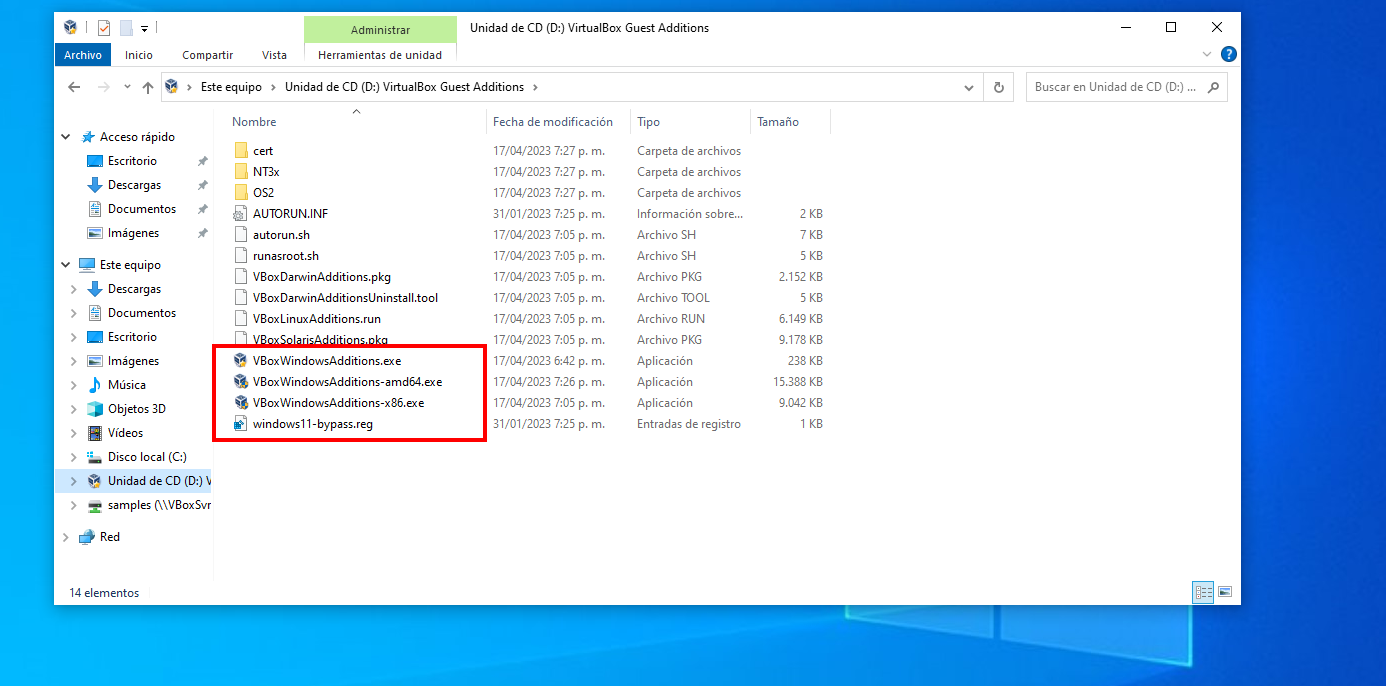 Administrar
Unidad de CD (D:) VirtualBox Guest Additions
Archivo
Inicio
Compartir
Vista
Herramientas de unidad
?
Este equipo > Unidad de CD (D:) VirtualBox Guest Additions >
Buscar en Unidad de CD (D:) ...
Acceso rápido
Escritorio
Descargas
Documentos
Imágenes
Este equipo
Descargas
Documentos
Escritorio
Imágenes
Música
Objetos 3D
Vídeos
Disco local (C:)
Unidad de CD (D:) V
samples (\\VBoxSvr
Red
Nombre Fecha de modificación Tipo Tamaño
cert 17/04/2023 7:27 p. m. Carpeta de archivos
NT3x 17/04/2023 7:27 p. m. Carpeta de archivos
OS2 17/04/2023 7:27 p. m. Carpeta de archivos
AUTORUN.INF 31/01/2023 7:25 p. m. Información sobre... 2 KB
autorun.sh 17/04/2023 7:05 p. m. Archivo SH 7 KB
runasroot.sh 17/04/2023 7:05 p. m. Archivo SH 5 KB
VBoxDarwinAdditions.pkg 17/04/2023 7:05 p. m. Archivo PKG 2.152 KB
VBoxDarwinAdditionsUninstall.tool 17/04/2023 7:05 p. m. Archivo TOOL 5 KB
VBoxLinuxAdditions.run 17/04/2023 7:05 p. m. Archivo RUN 6.149 KB
VBoxSolarisAdditions.pkg 17/04/2023 7:05 p. m. Archivo PKG 9.178 KB
VBoxWindowsAdditions.exe 17/04/2023 6:42 p. m. Aplicación 238 KB
VBoxWindowsAdditions-amd64.exe 17/04/2023 7:26 p. m. Aplicación 15.388 KB
VBoxWindowsAdditions-x86.exe 17/04/2023 7:05 p. m. Aplicación 9.042 KB
windows11-bypass.reg 31/01/2023 7:25 p. m. Entradas de registro 1 KB
14 elementos